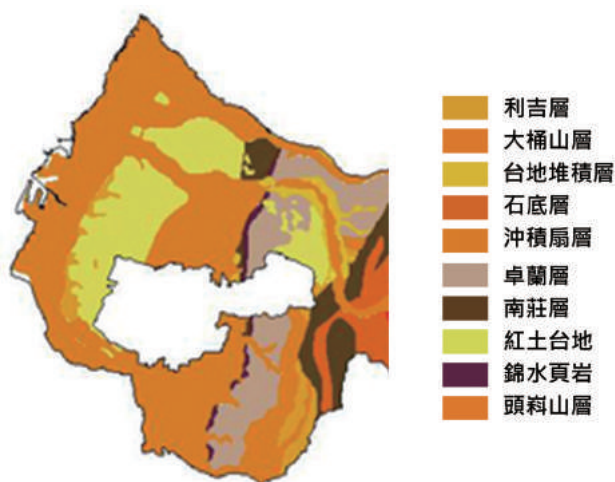 利吉層
大桶山層
台地堆積層
石底層
沖積扇層
卓蘭層
南莊層
紅土台地
錦水頁岩
頭嵙山層